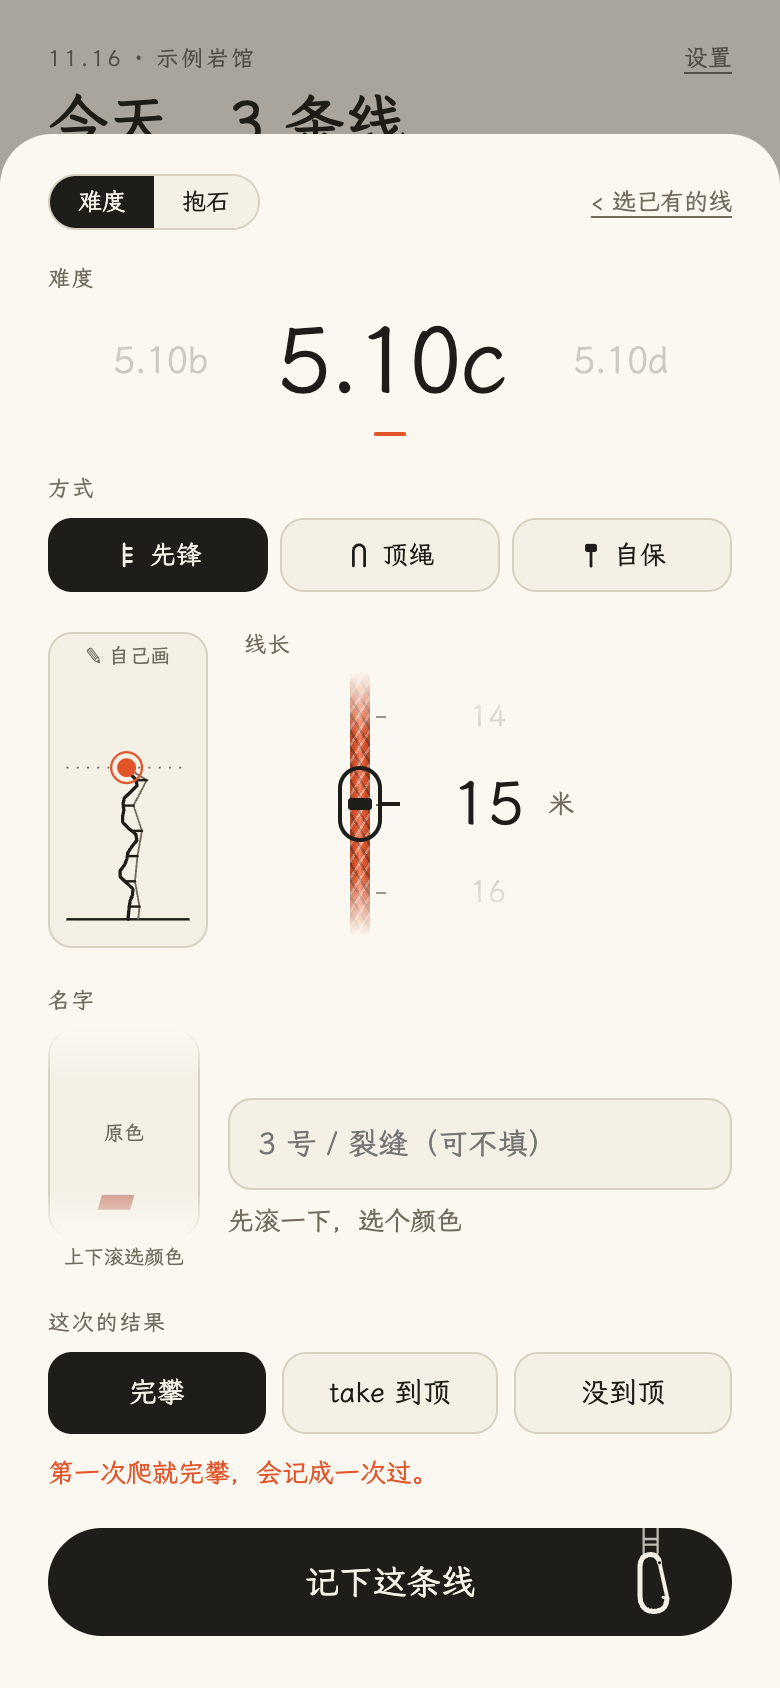 11.16 · 示例岩馆
设置
今天 3 条线
难度 抱石
< 选已有的线
难度
5.10b 5.10c 5.10d
方式
先锋 顶绳 自保
自己画
线长
14
15 米
16
名字
原色
3 号 / 裂缝（可不填）
先滚一下，选个颜色
上下滚选颜色
这次的结果
完攀 take 到顶 没到顶
第一次爬就完攀，会记成一次过。
记下这条线